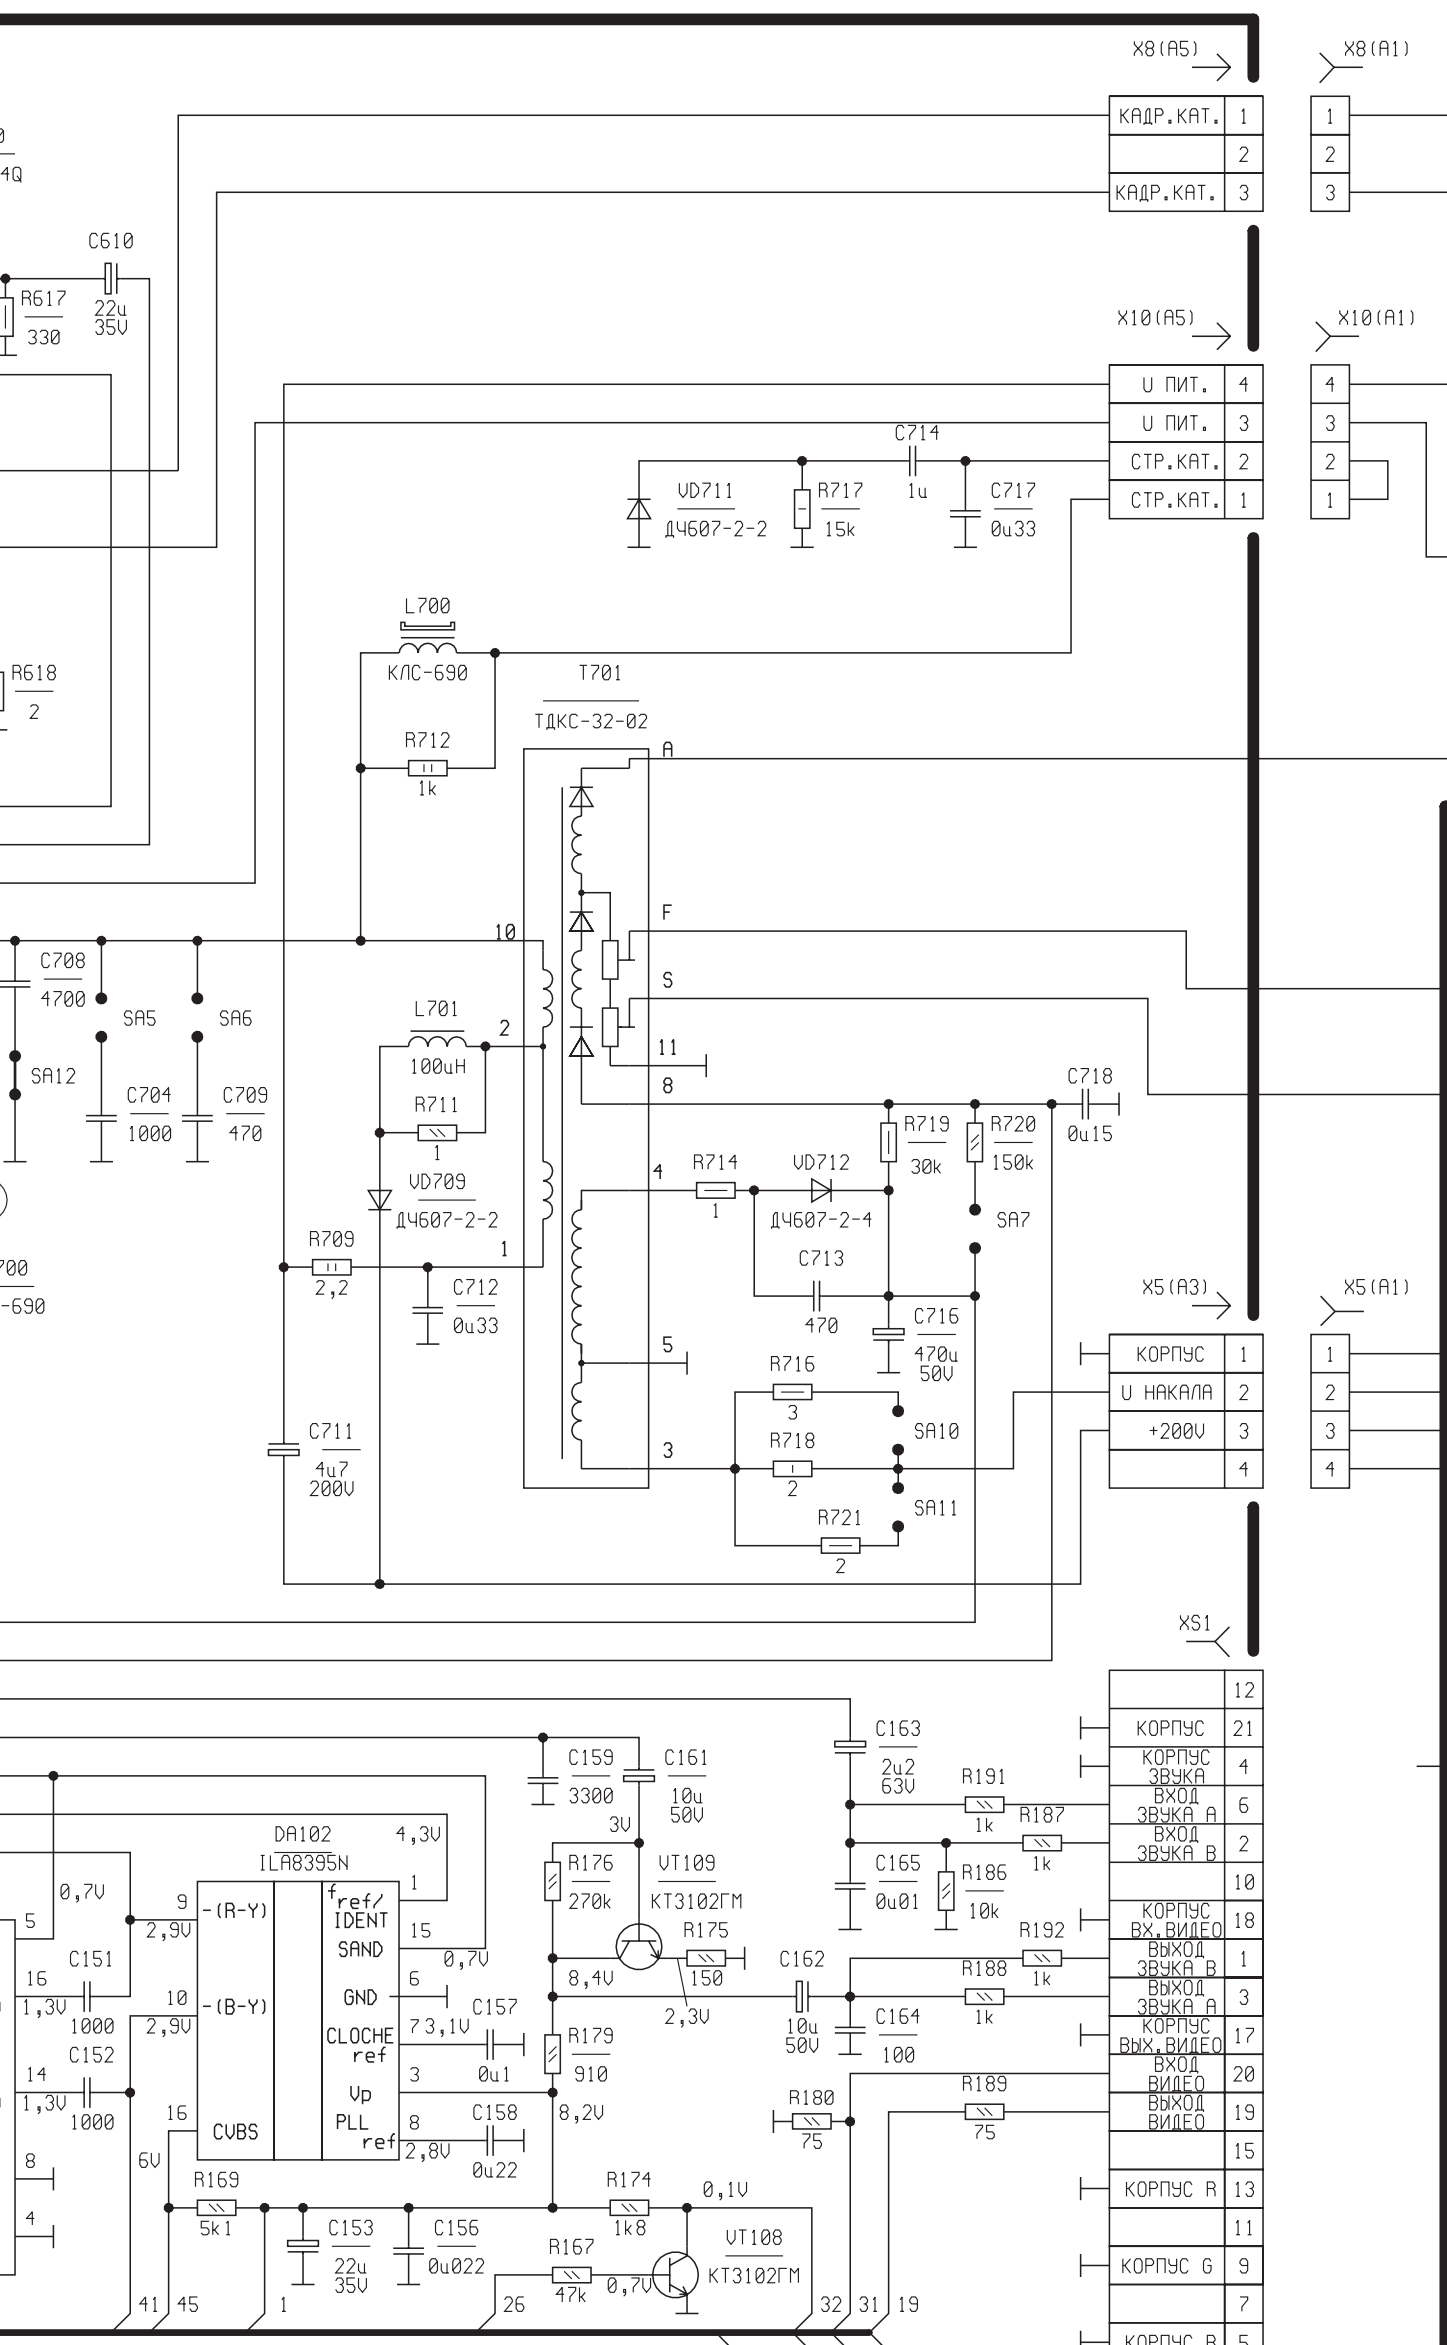 X8(A5)
X8(A1)
КАДР.КАТ. 1
1
2
2
КАДР.КАТ. 3
3
4Q
C610
22u
35V
R617
330
X10(A5)
X10(A1)
U ПИТ. 4
4
U ПИТ. 3
3
СТР.КАТ. 2
2
СТР.КАТ. 1
1
C714
1u
VD711
ДЧ607-2-2
R717
15k
C717
0u33
L700
КЛС-690
R618
2
T701
ТДКС-32-02
R712
1k
A
F
S
10
11
8
2
4
1
5
3
C708
4700
SA5
SA6
SA12
C704
1000
C709
470
L701
100uH
R711
1
VD709
ДЧ607-2-2
R709
2,2
C712
0u33
700
-690
C718
0u15
R719
30k
R720
150k
R714
1
VD712
ДЧ607-2-4
SA7
C713
470
C716
470u
50V
R716
3
SA10
R718
2
SA11
R721
2
C711
4u7
200V
X5(A3)
X5(A1)
КОРПУС 1
1
U НАКАЛА 2
2
+200V 3
3
4
4
XS1
12
КОРПУС 21
КОРПУС
ЗВУКА 4
ВХОД
ЗВУКА A 6
ВХОД
ЗВУКА B 2
10
КОРПУС
ВХ.ВИДЕО 18
ВЫХОД
ЗВУКА B 1
ВЫХОД
ЗВУКА A 3
КОРПУС
ВЫХ.ВИДЕО 17
ВХОД
ВИДЕО 20
ВЫХОД
ВИДЕО 19
15
КОРПУС R 13
11
КОРПУС G 9
7
КОРПУС B 5
C163
2u2
63V
R191
1k
R187
1k
C165
0u01
R186
10k
R192
1k
R188
1k
C162
10u
50V
C164
100
R189
75
R180
75
C159
3300
C161
10u
50V
3V
R176
270k
VT109
КТ3102ГМ
R175
150
8,4V
2,3V
R179
910
8,2V
DA102
ILA8395N
4,3V
0,7V
9
-(R-Y)
2,9V
10
-(B-Y)
2,9V
16
CVBS
6V
fref/
IDENT
1
SAND
15
0,7V
GND
6
CLOCHE
ref
7 3,1V
Vp
3
PLL
ref
8
2,8V
C157
0u1
C158
0u22
5
16
1,3V
C151
1000
14
1,3V
C152
1000
8
4
R169
5k1
C153
22u
35V
C156
0u022
R174
1k8
0,1V
R167
47k
0,7V
VT108
КТ3102ГМ
41
45
1
26
32
31
19